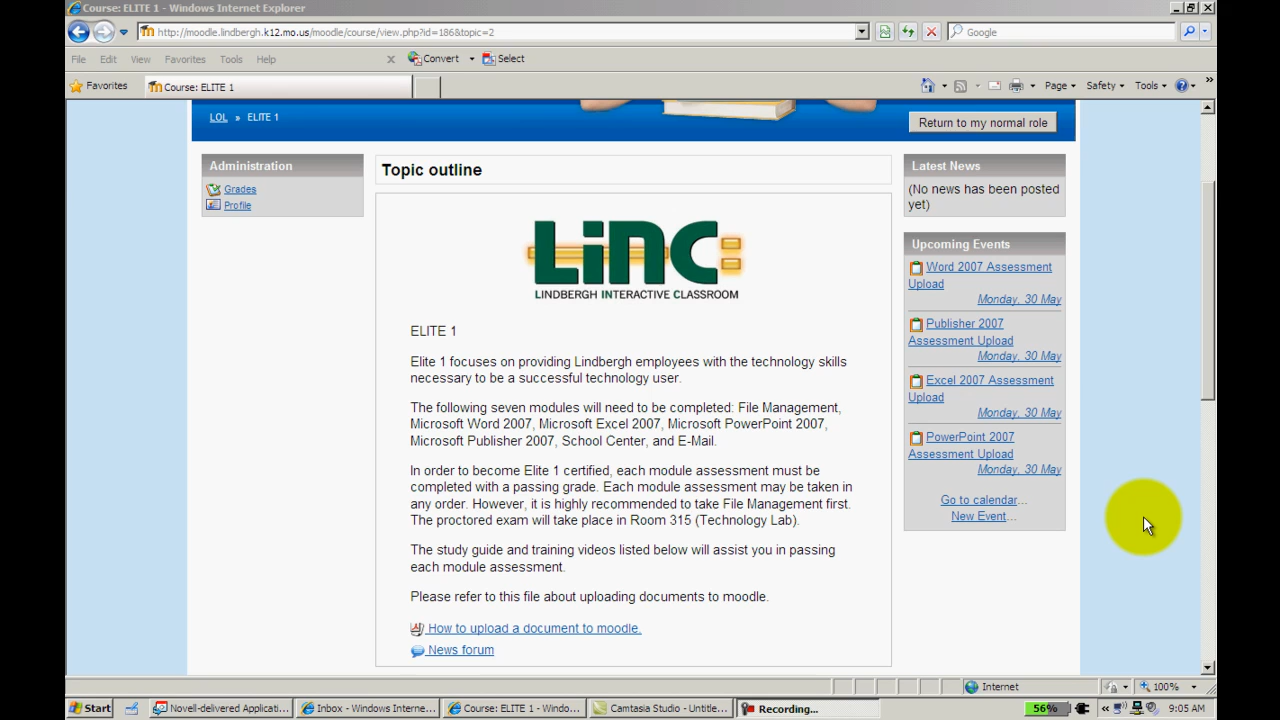 Course: ELITE 1 - Windows Internet Explorer
http://moodle.lindbergh.k12.mo.us/moodle/course/view.php?id=186&topic=2
Google
File Edit View Favorites Tools Help
x Convert Select
Favorites Course: ELITE 1
Page Safety Tools
LOL » ELITE 1
Return to my normal role
Administration
Grades
Profile
Topic outline
LiNC:
LINDBERGH INTERACTIVE CLASSROOM
ELITE 1
Elite 1 focuses on providing Lindbergh employees with the technology skills
necessary to be a successful technology user.
The following seven modules will need to be completed: File Management,
Microsoft Word 2007, Microsoft Excel 2007, Microsoft PowerPoint 2007,
Microsoft Publisher 2007, School Center, and E-Mail.
In order to become Elite 1 certified, each module assessment must be
completed with a passing grade. Each module assessment may be taken in
any order. However, it is highly recommended to take File Management first.
The proctored exam will take place in Room 315 (Technology Lab).
The study guide and training videos listed below will assist you in passing
each module assessment.
Please refer to this file about uploading documents to moodle.
How to upload a document to moodle.
News forum
Latest News
(No news has been posted
yet)
Upcoming Events
Word 2007 Assessment
Upload
Monday, 30 May
Publisher 2007
Assessment Upload
Monday, 30 May
Excel 2007 Assessment
Upload
Monday, 30 May
PowerPoint 2007
Assessment Upload
Monday, 30 May
Go to calendar...
New Event...
Internet
100%
Start Novell-delivered Applicati... Inbox - Windows Interne... Course: ELITE 1 - Windo... Camtasia Studio - Untitle... Recording... 56% 9:05 AM